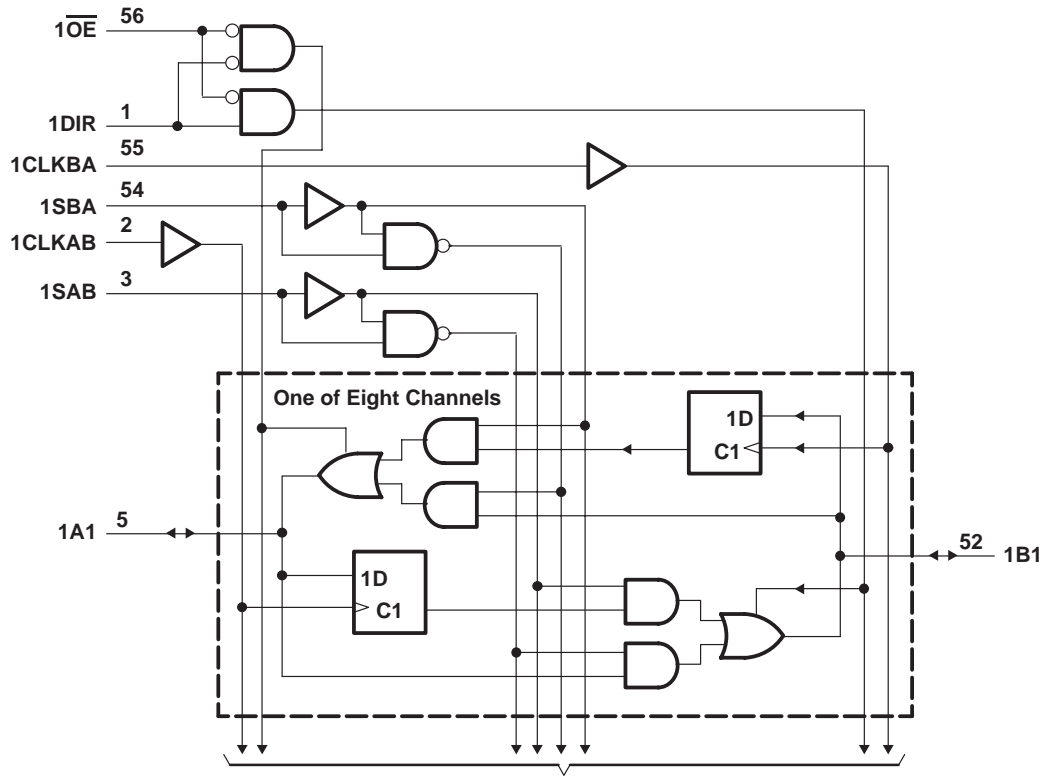 1O̅E̅ 56
1DIR 1
1CLKBA 55
1SBA 54
1CLKAB 2
1SAB 3
One of Eight Channels
1D
C1
1A1 5
1D
C1
52 1B1